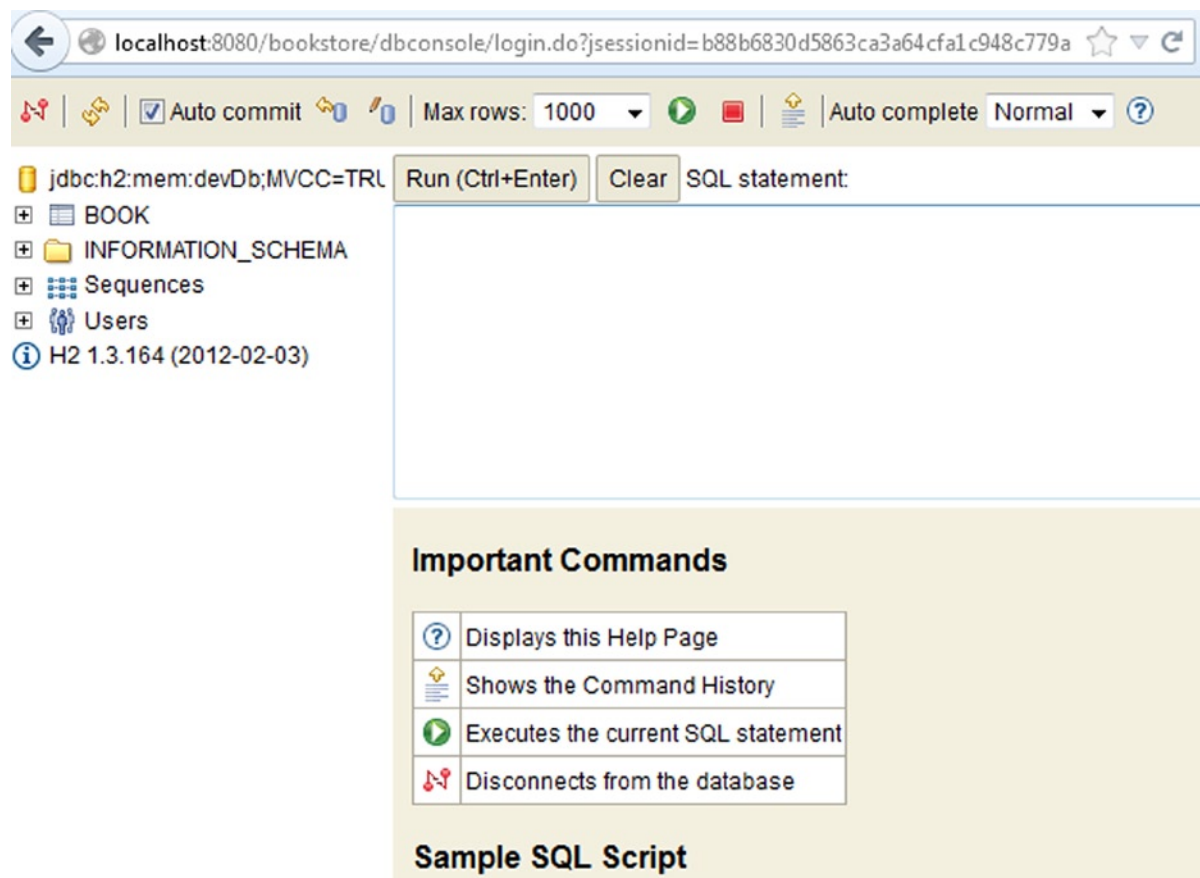 localhost:8080/bookstore/dbconsole/login.do?jsessionid=b88b6830d5863ca3a64cfa1c948c779a
Auto commit Max rows: 1000 Auto complete Normal
jdbc:h2:mem:devDb;MVCC=TRU
BOOK
INFORMATION_SCHEMA
Sequences
Users
H2 1.3.164 (2012-02-03)
Run (Ctrl+Enter) Clear SQL statement:
Important Commands
Displays this Help Page
Shows the Command History
Executes the current SQL statement
Disconnects from the database
Sample SQL Script